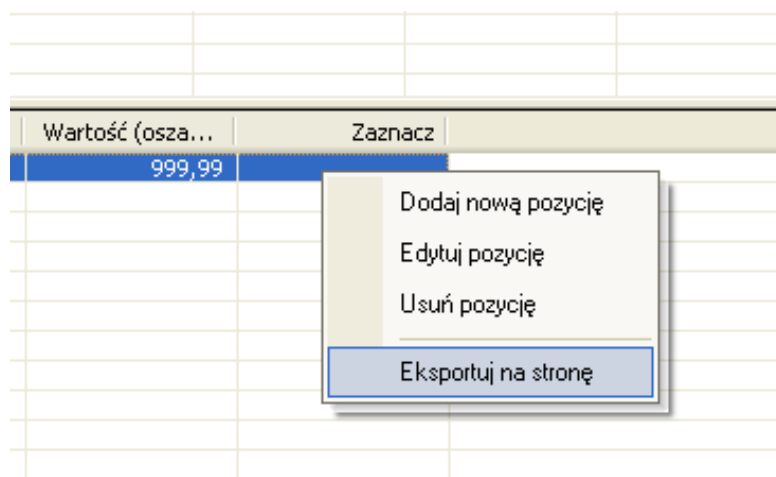 Wartość (osza... Zaznacz
999,99
Dodaj nową pozycję
Edytuj pozycję
Usuń pozycję
Eksportuj na stronę